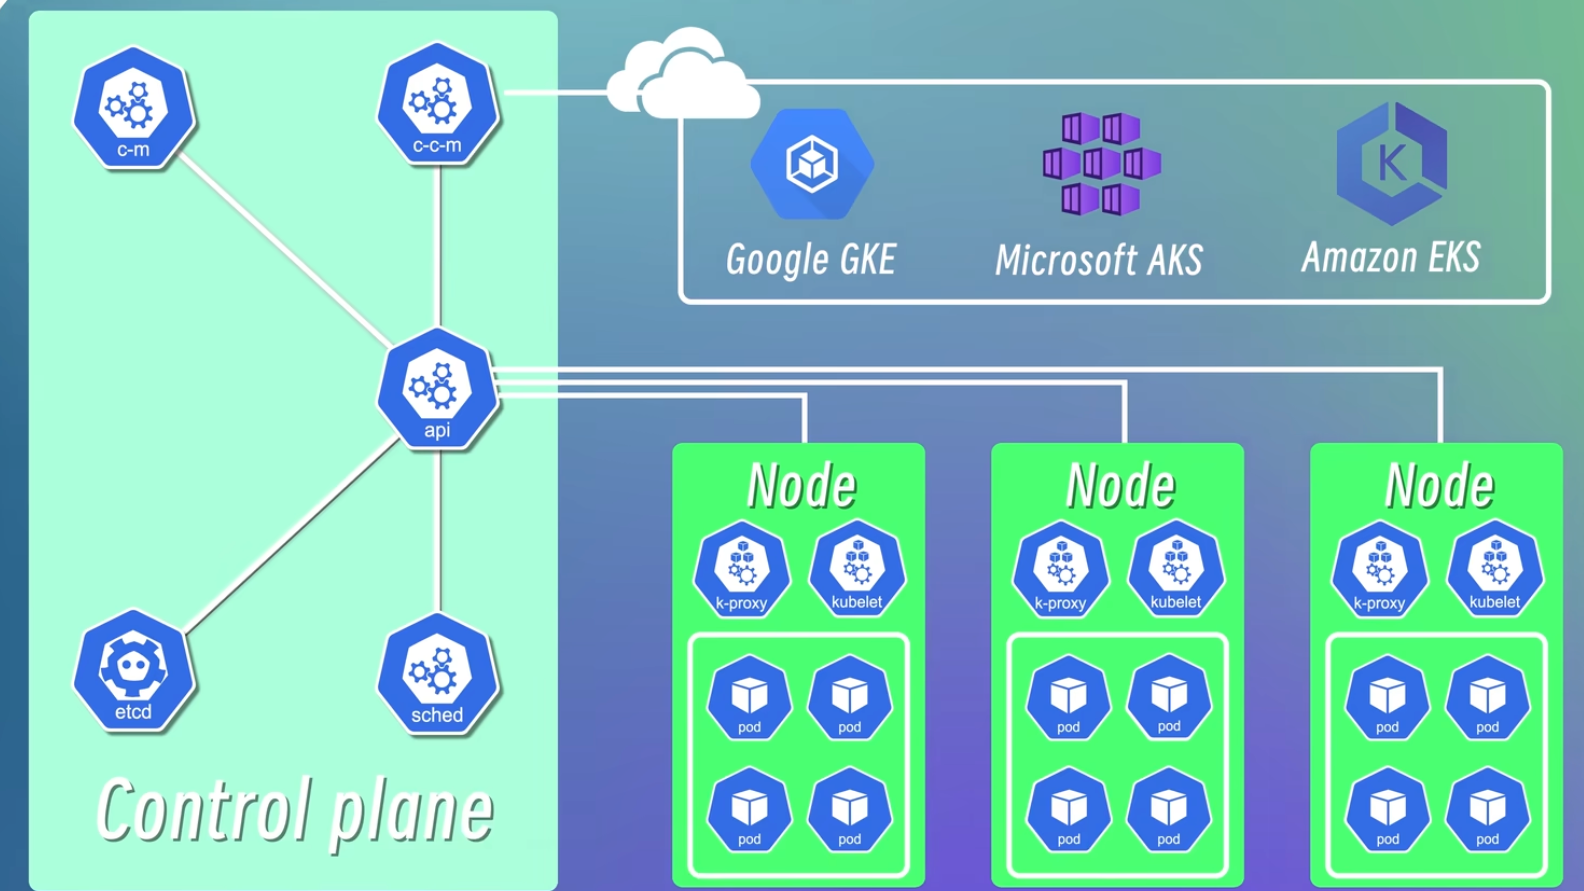 c-m
c-c-m
api
etcd
sched
Control plane
Google GKE
Microsoft AKS
K
Amazon EKS
Node
k-proxy
kubelet
pod
pod
pod
pod
Node
k-proxy
kubelet
pod
pod
pod
pod
Node
k-proxy
kubelet
pod
pod
pod
pod